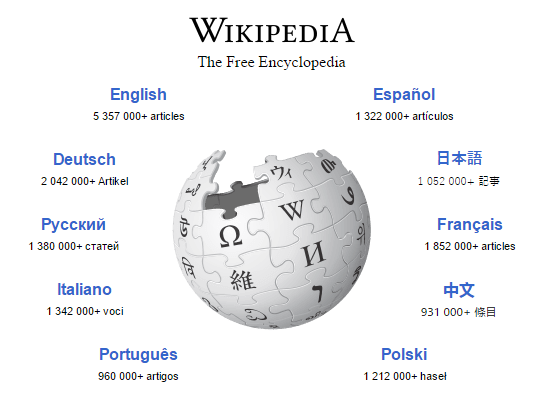 WIKIPEDIA
The Free Encyclopedia
English
5 357 000+ articles
Español
1 322 000+ artículos
Deutsch
2 042 000+ Artikel
日本語
1 052 000+ 記事
Русский
1 380 000+ статей
Français
1 852 000+ articles
Italiano
1 342 000+ voci
中文
931 000+ 條目
Português
960 000+ artigos
Polski
1 212 000+ haseł
ウィ
W
Ω
И
維